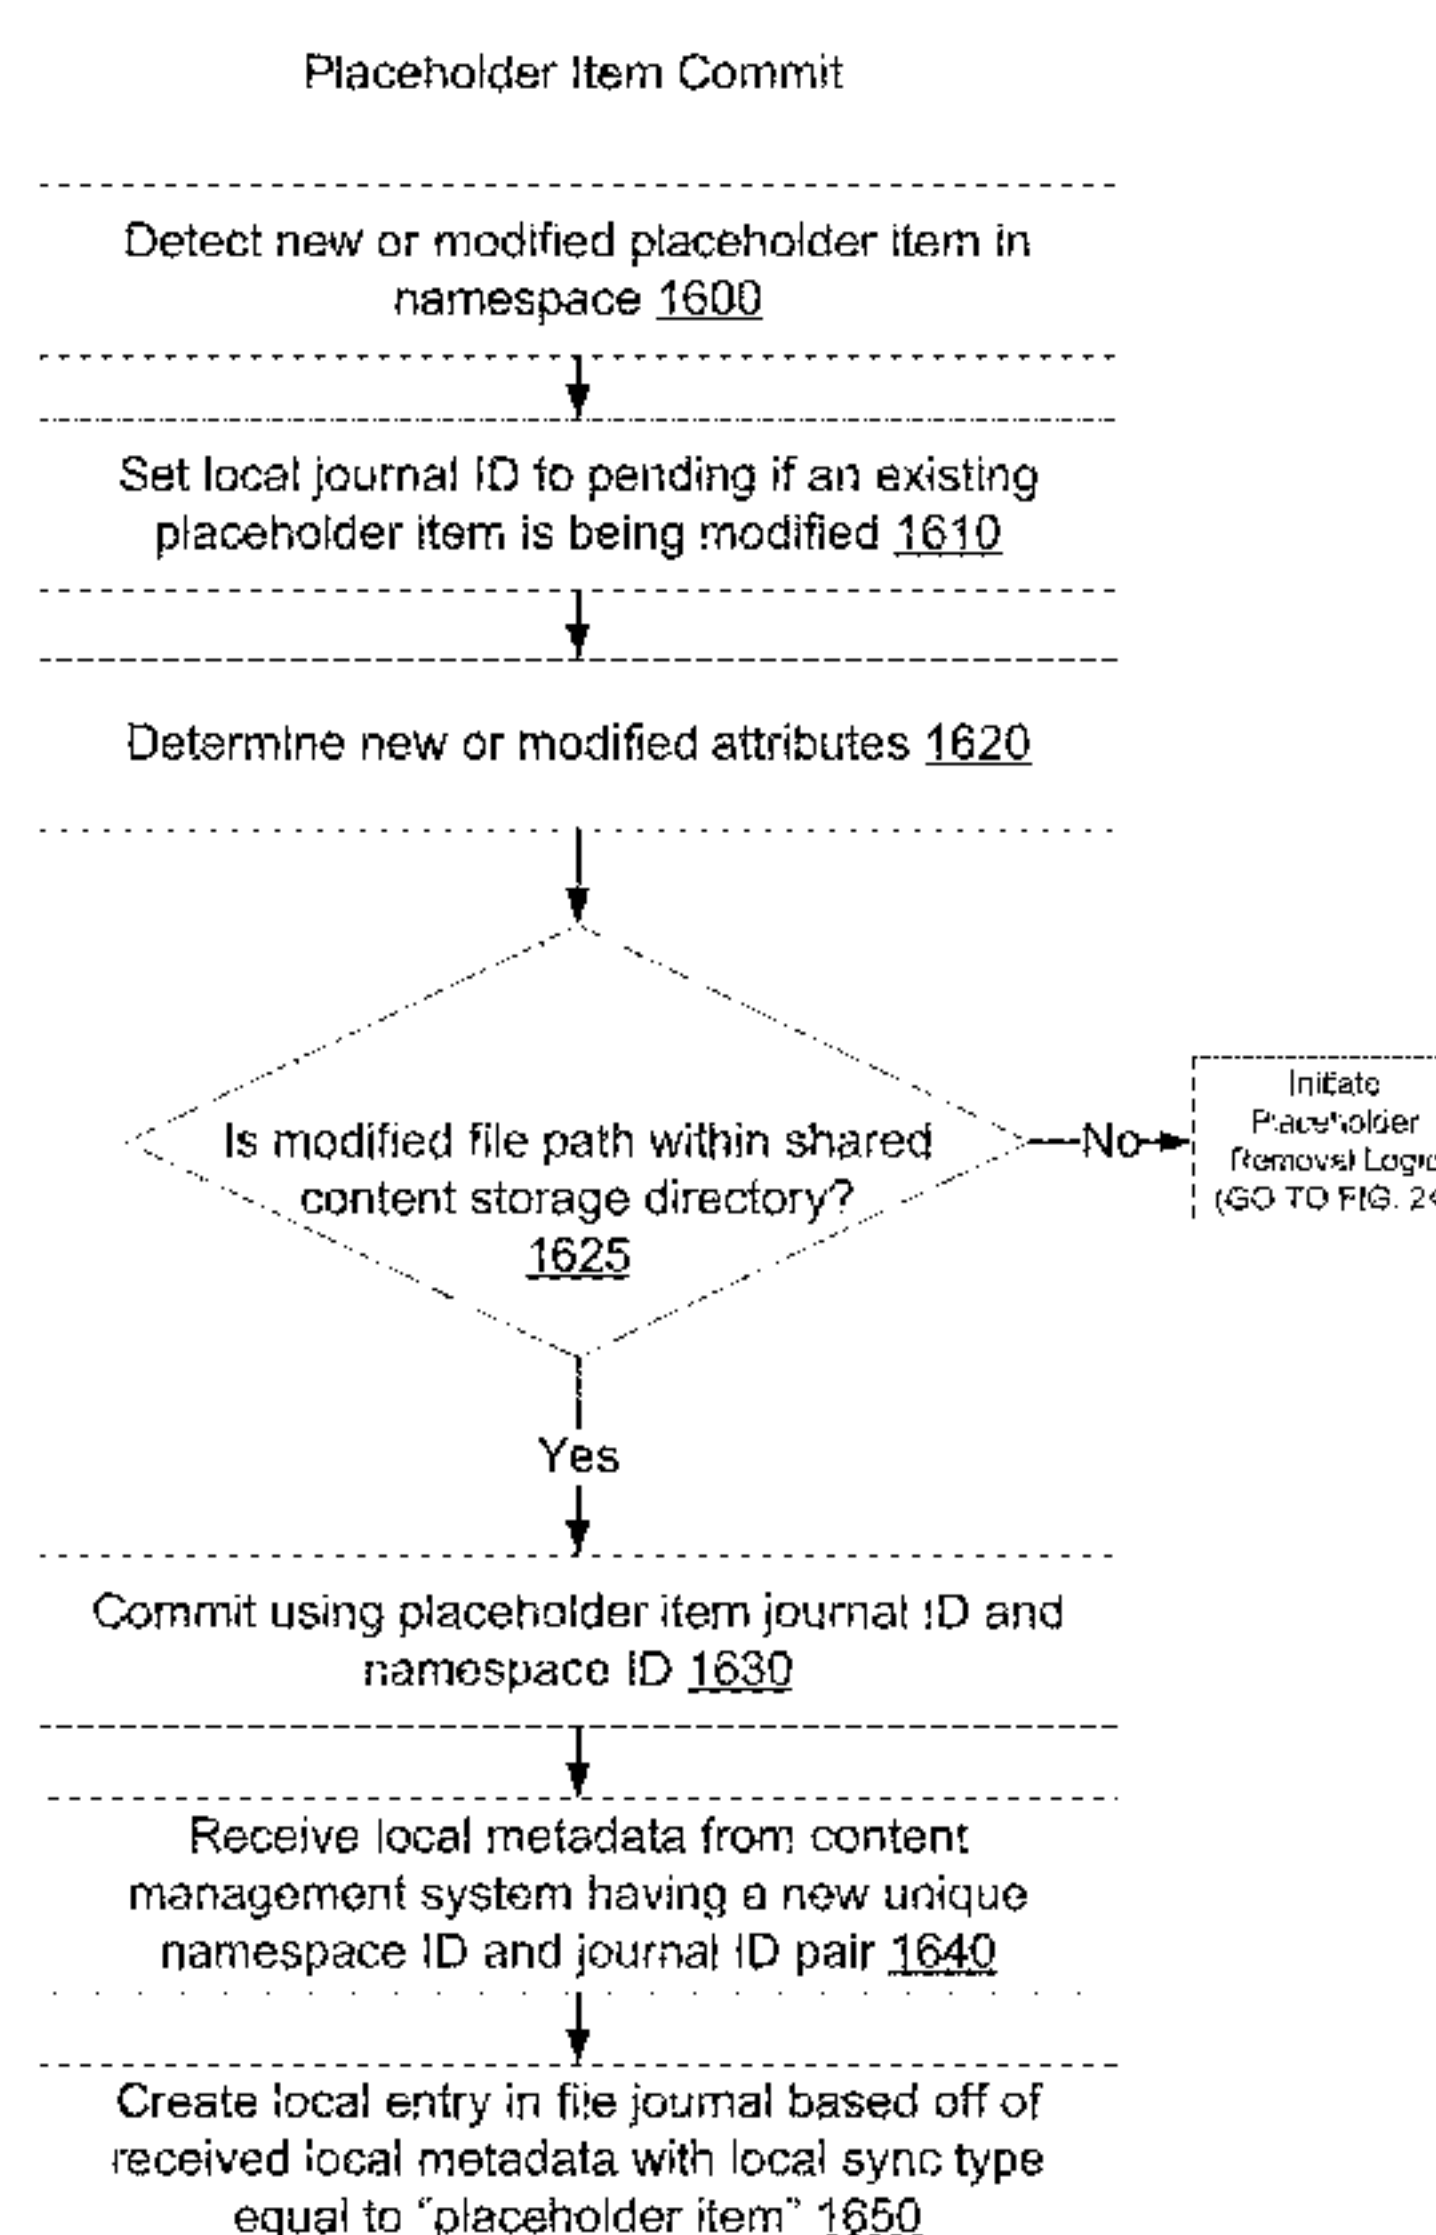 Placeholder Item Commit
Detect new or modified placeholder item in
namespace 1600
Set local journal ID to pending if an existing
placeholder item is being modified 1610
Determine new or modified attributes 1620
Is modified file path within shared
content storage directory?
1625
No
Initiate
Placeholder
Removal Logic
(GO TO FIG.
Yes
Commit using placeholder item journal ID and
namespace ID 1630
Receive local metadata from content
management system having a new unique
namespace ID and journal ID pair 1640
Create local entry in file journal based off of
received local metadata with local sync type
equal to "placeholder item" 1650